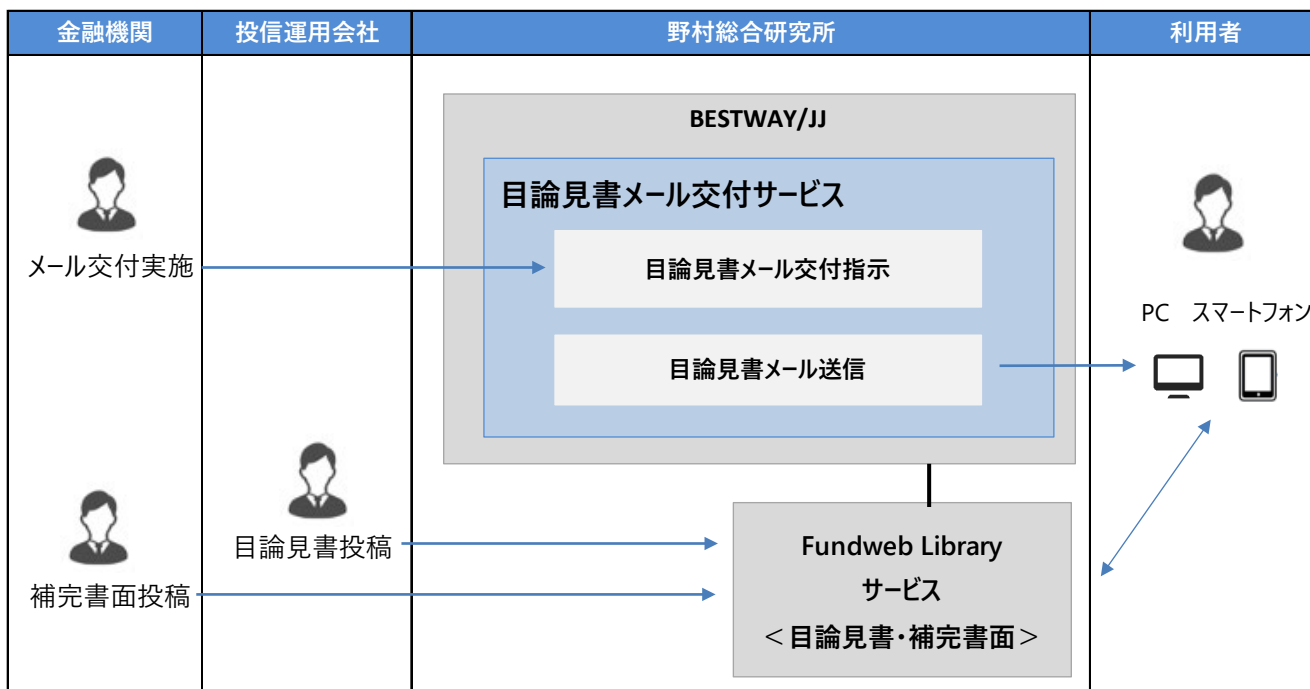 金融機関
投信運用会社
野村総合研究所
利用者
BESTWAY/JJ
目論見書メール交付サービス
メール交付実施
目論見書メール交付指示
PC スマートフォン
目論見書メール送信
目論見書投稿
補完書面投稿
Fundweb Library
サービス
＜目論見書・補完書面＞